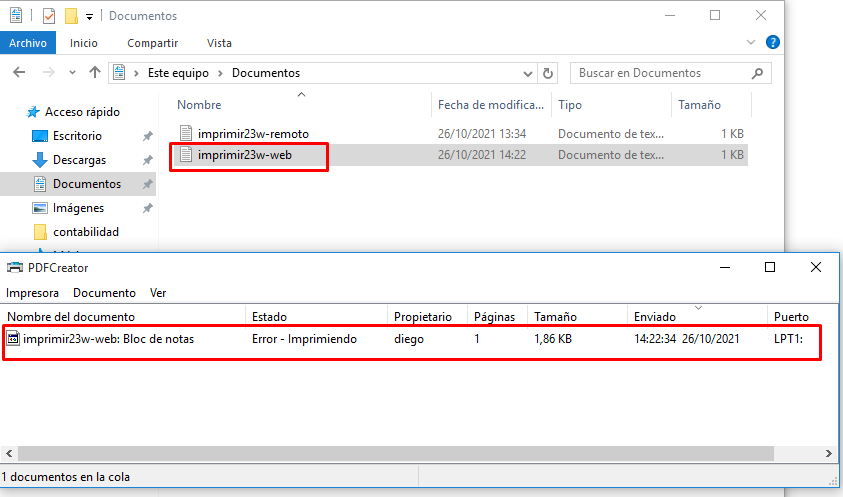 Documentos
Archivo Inicio Compartir Vista
Este equipo Documentos Buscar en Documentos
Nombre Fecha de modifica... Tipo Tamaño
Acceso rápido
Escritorio
Descargas
Documentos
Imágenes
contabilidad
imprimir23w-remoto 26/10/2021 13:34 Documento de tex... 1 KB
imprimir23w-web 26/10/2021 14:22 Documento de tex... 1 KB
PDFCreator
Impresora Documento Ver
Nombre del documento Estado Propietario Páginas Tamaño Enviado Puerto
imprimir23w-web: Bloc de notas Error - Imprimiendo diego 1 1,86 KB 14:22:34 26/10/2021 LPT1:
1 documentos en la cola